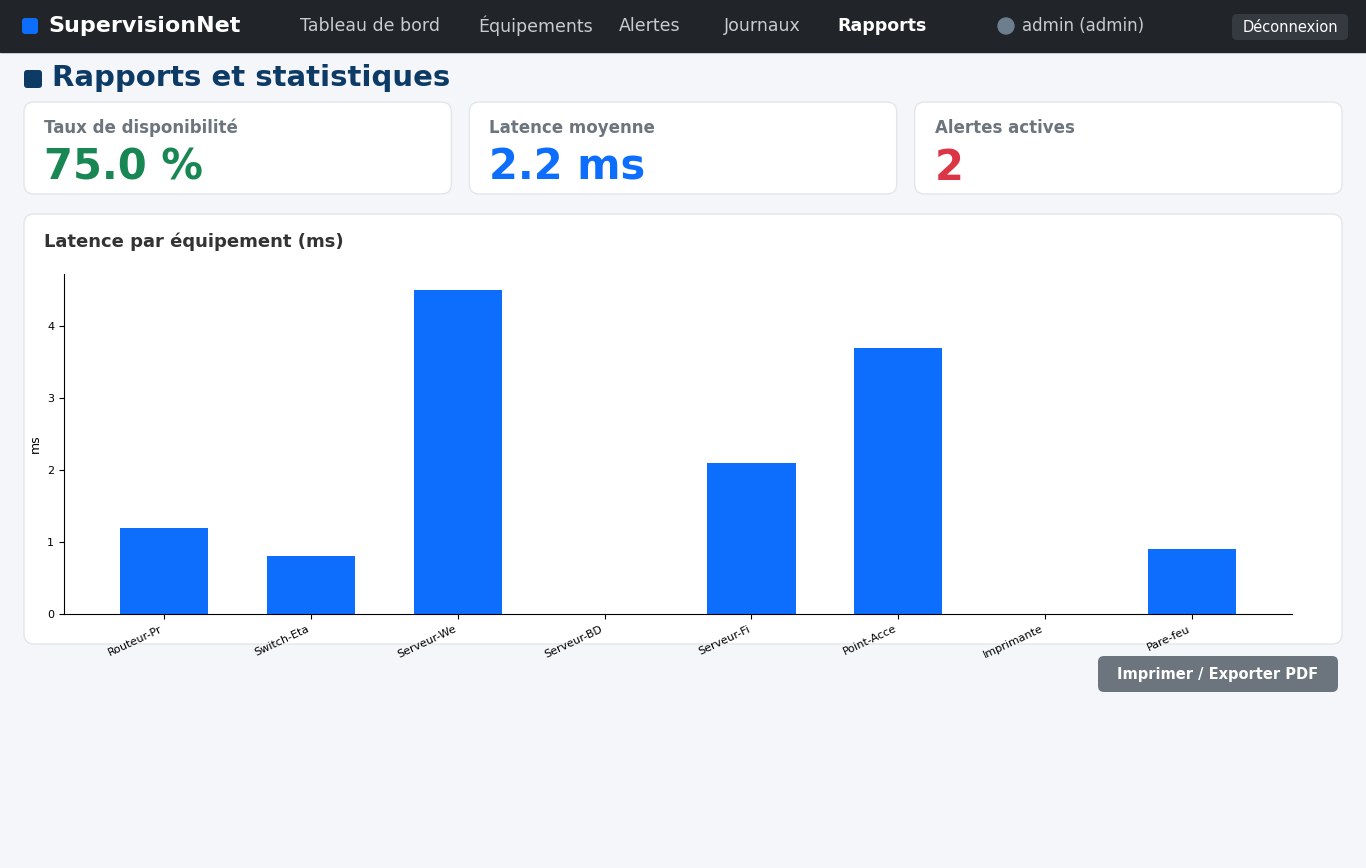 SupervisionNet Tableau de bord Équipements Alertes Journaux Rapports admin (admin) Déconnexion
Rapports et statistiques
Taux de disponibilité
75.0 %
Latence moyenne
2.2 ms
Alertes actives
2
Latence par équipement (ms)
ms
4
3
2
1
0
Routeur-Pr Switch-Eta Serveur-We Serveur-BD Serveur-Fi Point-Acce Imprimante Pare-feu
Imprimer / Exporter PDF